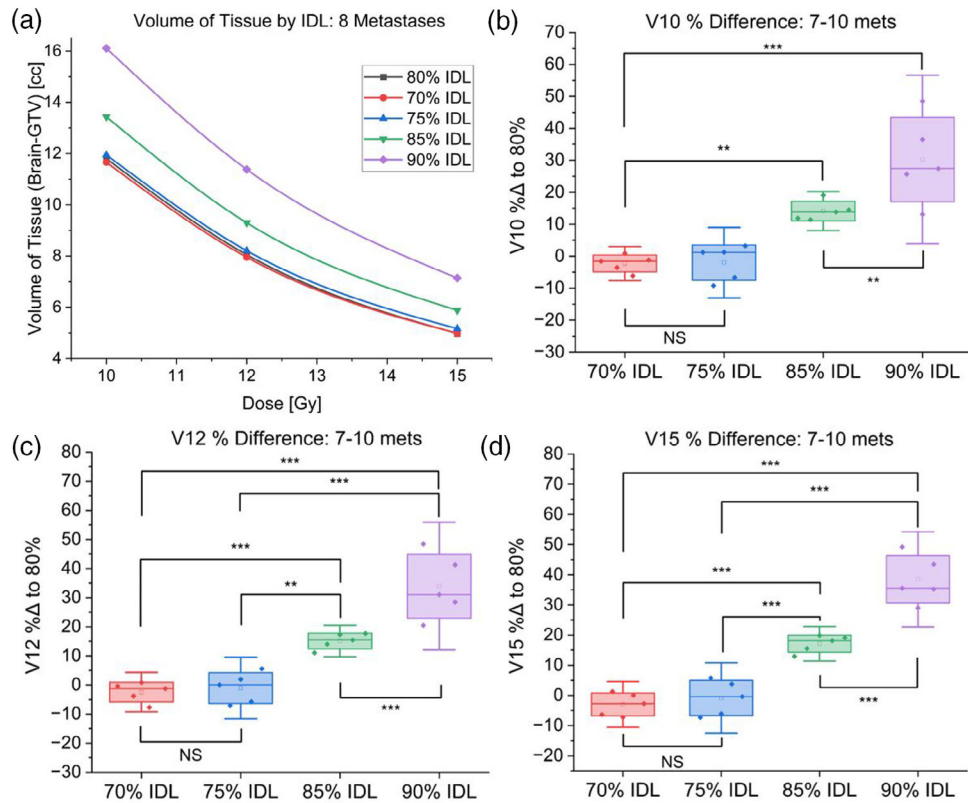 (a)
Volume of Tissue by IDL: 8 Metastases
Volume of Tissue (Brain-GTV) [cc]
16
14
12
10
8
6
4
80% IDL
70% IDL
75% IDL
85% IDL
90% IDL
10 11 12 13 14 15
Dose [Gy]
(b)
V10 % Difference: 7-10 mets
V10 %Δ to 80%
70
60
50
40
30
20
10
0
−10
−20
−30
***
**
**
NS
70% IDL 75% IDL 85% IDL 90% IDL
(c)
V12 % Difference: 7-10 mets
V12 %Δ to 80%
80
70
60
50
40
30
20
10
0
−10
−20
−30
***
***
***
**
***
NS
70% IDL 75% IDL 85% IDL 90% IDL
(d)
V15 % Difference: 7-10 mets
V15 %Δ to 80%
80
70
60
50
40
30
20
10
0
−10
−20
***
***
***
***
***
NS
70% IDL 75% IDL 85% IDL 90% IDL